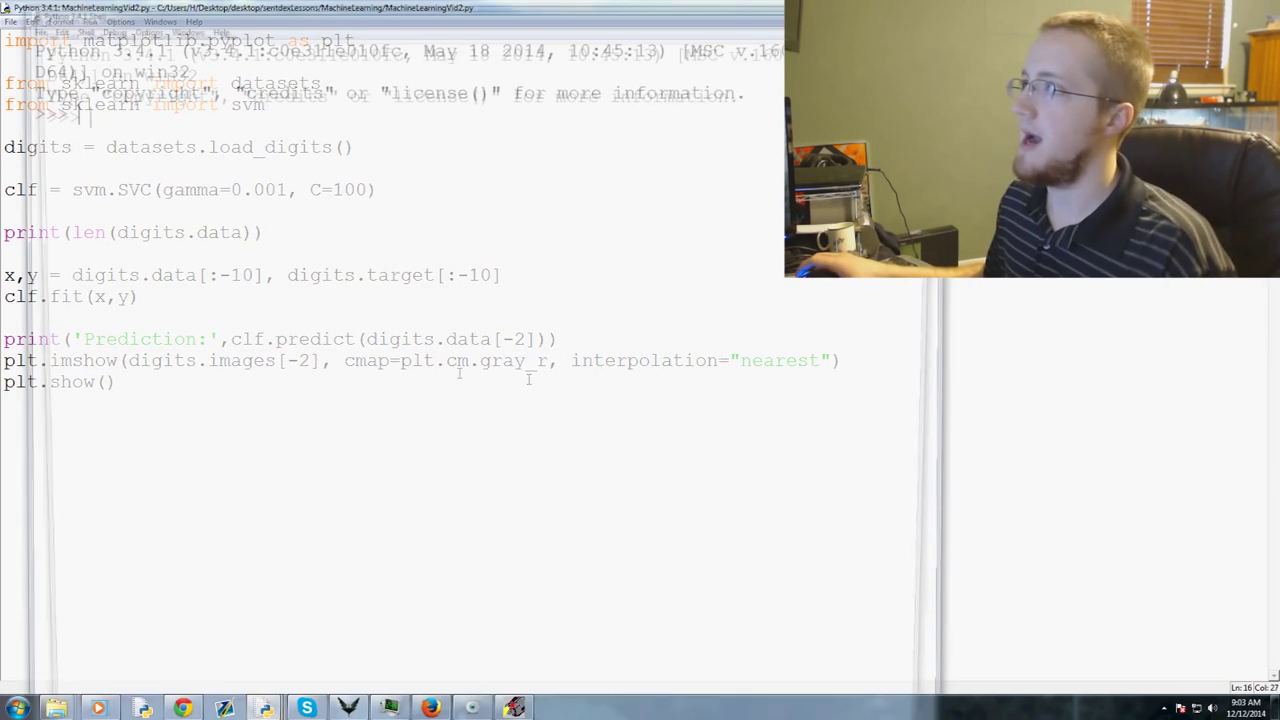 Python 3.4.1: MachineLearningVid2.py - C:/Users/H/Desktop/desktop/sentdexLessons/MachineLearning/MachineLearningVid2.py
File Edit Format Run Options Windows Help
import matplotlib.pyplot as plt
Python 3.4.1 (v3.4.1:c0e311e010fc, May 18 2014, 10:45:13) [MSC v.160
D64)] on win32
from sklearn import datasets
Type "copyright", "credits" or "license()" for more information.
from sklearn import svm
>>>
digits = datasets.load_digits()
clf = svm.SVC(gamma=0.001, C=100)
print(len(digits.data))
x,y = digits.data[:-10], digits.target[:-10]
clf.fit(x,y)
print('Prediction:',clf.predict(digits.data[-2]))
plt.imshow(digits.images[-2], cmap=plt.cm.gray_r, interpolation="nearest")
plt.show()
Ln: 16 Col: 27
9:03 AM
12/12/2014